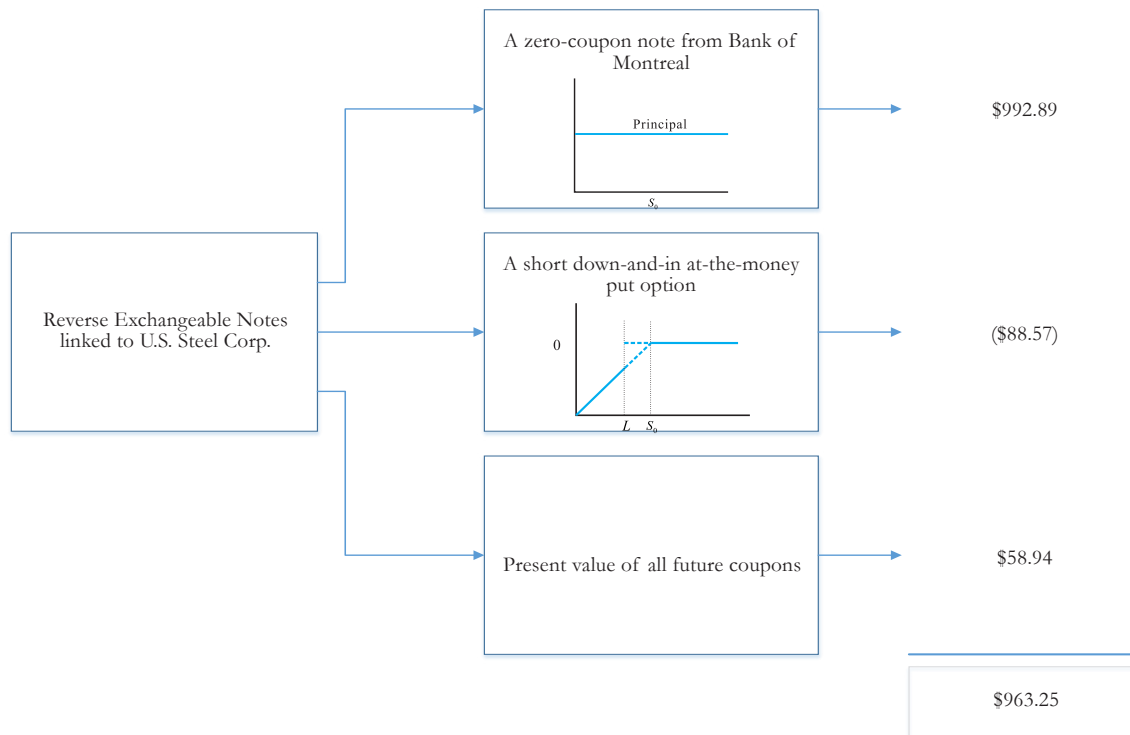 A zero-coupon note from Bank of
Montreal
Principal
S₀
$992.89
Reverse Exchangeable Notes
linked to U.S. Steel Corp.
A short down-and-in at-the-money
put option
0
L S₀
($88.57)
Present value of all future coupons
$58.94
$963.25